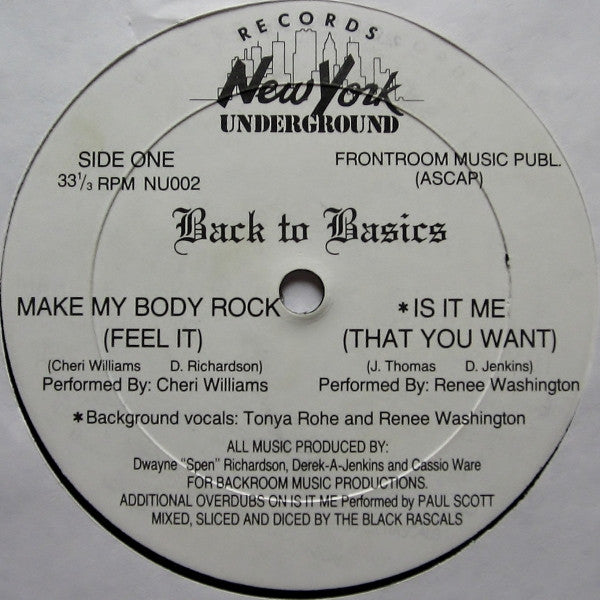 RECORDS
New York
UNDERGROUND
SIDE ONE
33 1/3 RPM NU002
FRONTROOM MUSIC PUBL.
(ASCAP)
Back to Basics
MAKE MY BODY ROCK
(FEEL IT)
(Cheri Williams D. Richardson)
Performed By: Cheri Williams
*IS IT ME
(THAT YOU WANT)
(J. Thomas D. Jenkins)
Performed By: Renee Washington
*Background vocals: Tonya Rohe and Renee Washington
ALL MUSIC PRODUCED BY:
Dwayne "Spen" Richardson, Derek-A-Jenkins and Cassio Ware
FOR BACKROOM MUSIC PRODUCTIONS.
ADDITIONAL OVERDUBS ON IS IT ME Performed by PAUL SCOTT
MIXED, SLICED AND DICED BY THE BLACK RASCALS